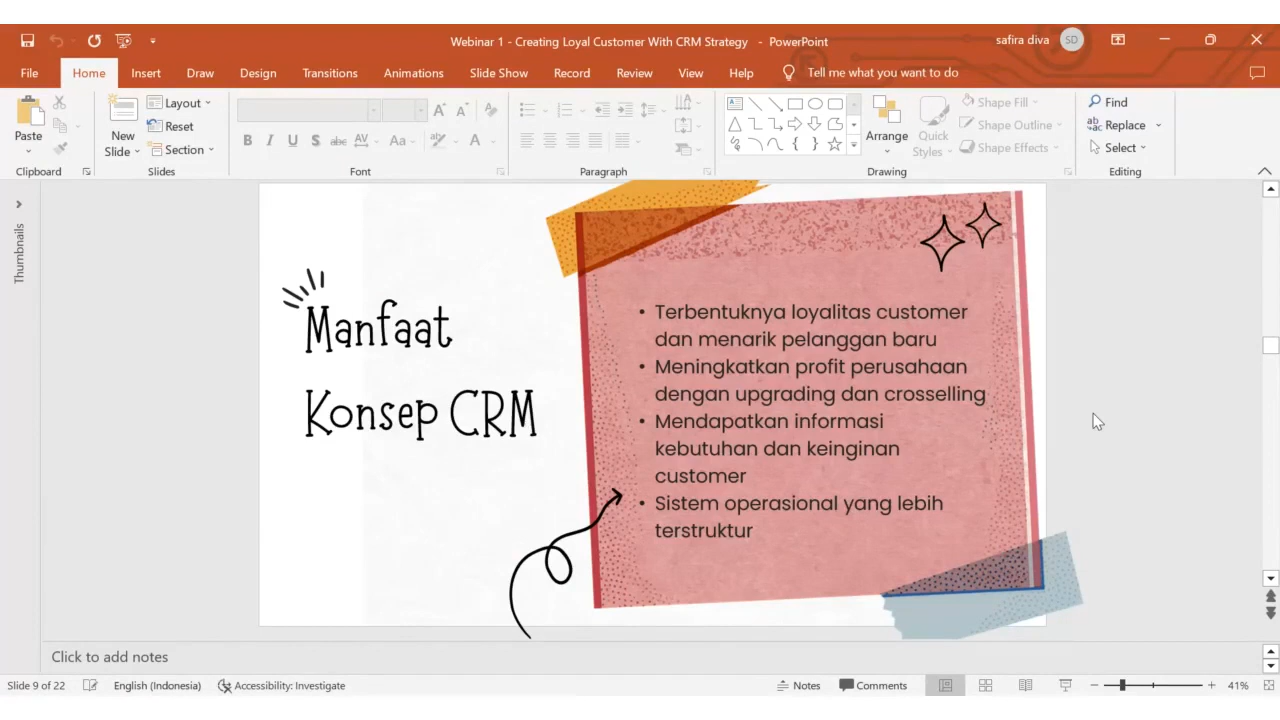 Webinar 1 - Creating Loyal Customer With CRM Strategy - PowerPoint
safira diva
SD
File
Home
Insert
Draw
Design
Transitions
Animations
Slide Show
Record
Review
View
Help
Tell me what you want to do
Paste
New
Slide
Layout
Reset
Section
B I U S abc AV Aa A
A A A
Arrange
Quick
Styles
Shape Fill
Shape Outline
Shape Effects
Find
Replace
Select
Clipboard
Slides
Font
Paragraph
Drawing
Editing
Thumbnails
Manfaat
Konsep CRM
• Terbentuknya loyalitas customer
dan menarik pelanggan baru
• Meningkatkan profit perusahaan
dengan upgrading dan crosselling
• Mendapatkan informasi
kebutuhan dan keinginan
customer
• Sistem operasional yang lebih
terstruktur
Click to add notes
Slide 9 of 22
English (Indonesia)
Accessibility: Investigate
Notes
Comments
41%